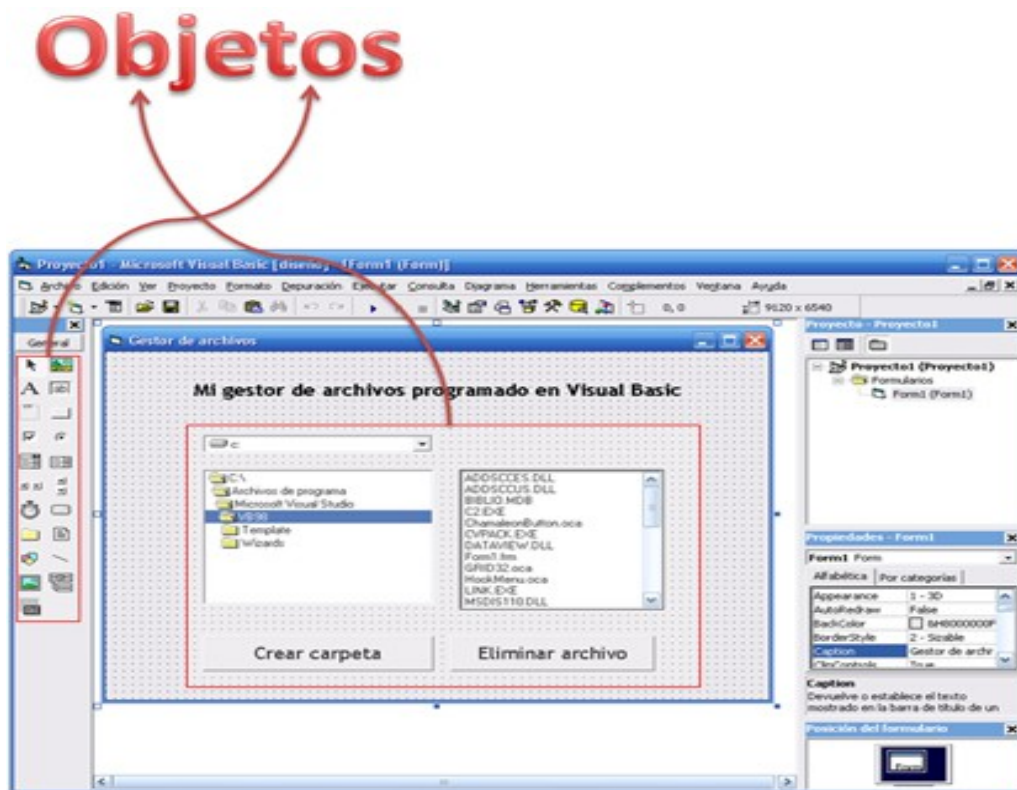 Objetos
Proyecto1 - Microsoft Visual Basic [diseño] - [Form1 (Form)]
Archivo Edición Ver Proyecto Formato Depuración Ejecutar Consulta Diagrama Herramientas Complementos Ventana Ayuda
0, 0 9120 x 6540
General
Gestor de archivos
Mi gestor de archivos programado en Visual Basic
c:
C:\
Archivos de programa
Microsoft Visual Studio
VB98
Template
Wizards
ADDSCCES.DLL
ADDSCCUS.DLL
BIBLIO.MDB
C2.EXE
ChamaleonButton.oca
CVPACK.EXE
DATAVIEW.DLL
Form1.frm
GRID32.oca
HookMenu.oca
LINK.EXE
MSDIS110.DLL
Crear carpeta
Eliminar archivo
Proyecto - Proyecto1
Proyecto1 (Proyecto1)
Formularios
Form1 (Form1)
Propiedades - Form1
Form1 Form
Alfabética Por categorías
Appearance 1 - 3D
AutoRedraw False
BackColor &H8000000F
BorderStyle 2 - Sizable
Caption Gestor de archiv
ClipControls True
Caption
Devuelve o establece el texto
mostrado en la barra de título de un
Posición del formulario
Form